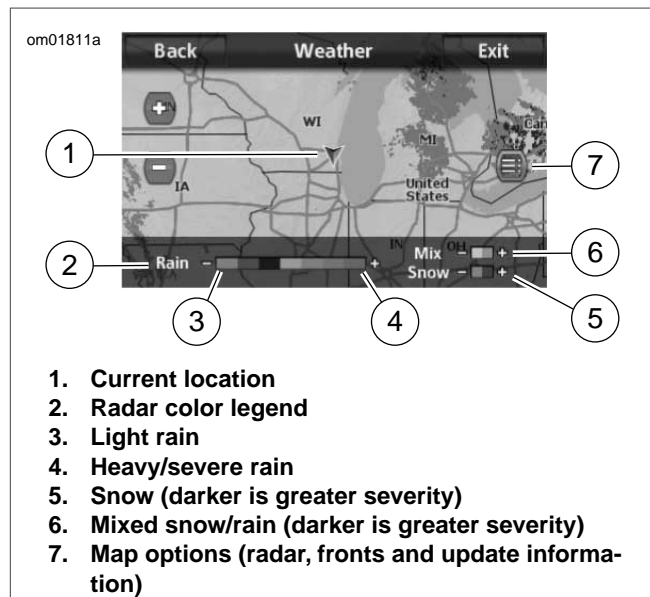 om01811a
Back Weather Exit
WI
MI
Can
1
7
IA
United
States
IN OH
Mix - +
2
Rain - +
6
Snow - +
3
4
5
1. Current location
2. Radar color legend
3. Light rain
4. Heavy/severe rain
5. Snow (darker is greater severity)
6. Mixed snow/rain (darker is greater severity)
7. Map options (radar, fronts and update informa-
tion)